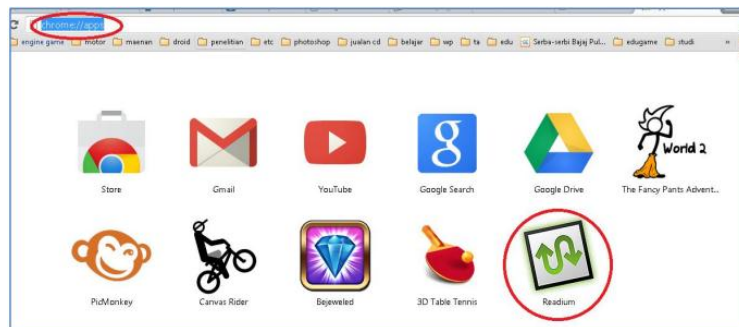 chrome://apps
engine game motor maenan droid penelitian etc photoshop jualan cd belajar wp ta edu Serba-serbi Bajaj Pul... edugame studi »
World 2
Store Gmail YouTube Google Search Google Drive The Fancy Pants Advent...
PicMonkey Canvas Rider Bejeweled 3D Table Tennis Readium